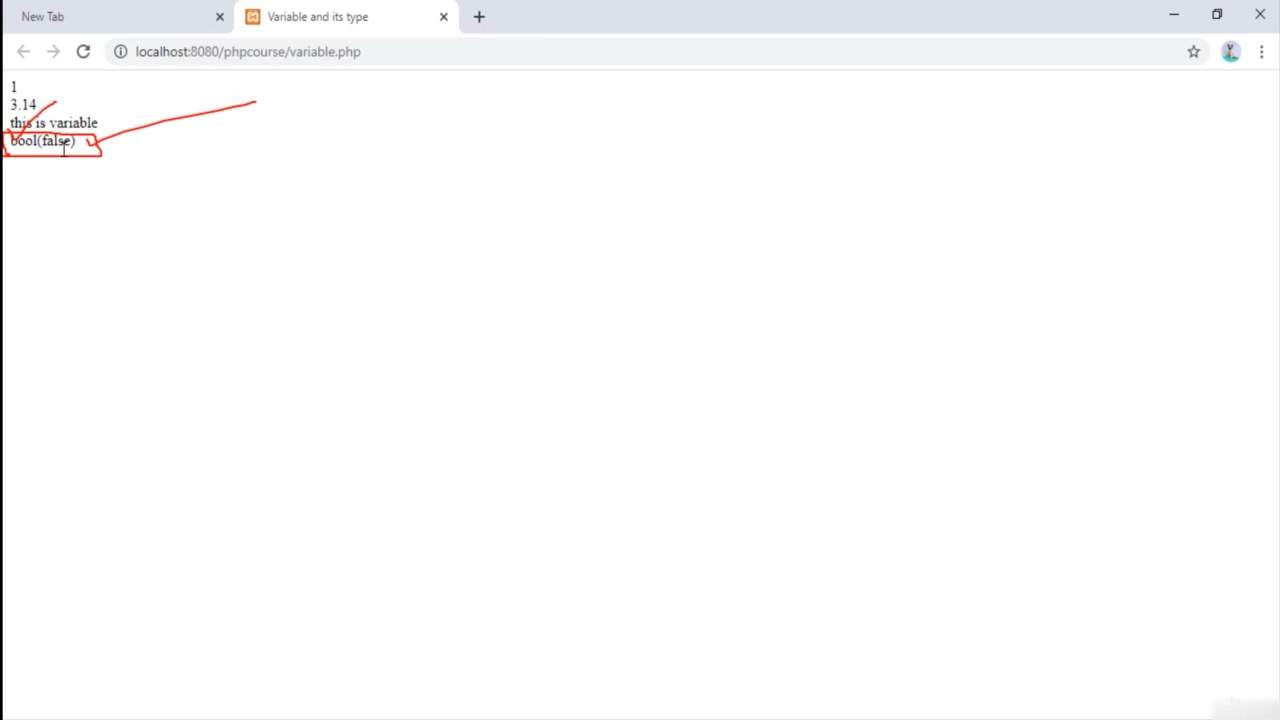 New Tab
Variable and its type
localhost:8080/phpcourse/variable.php
1
3.14
this is variable
bool(false)